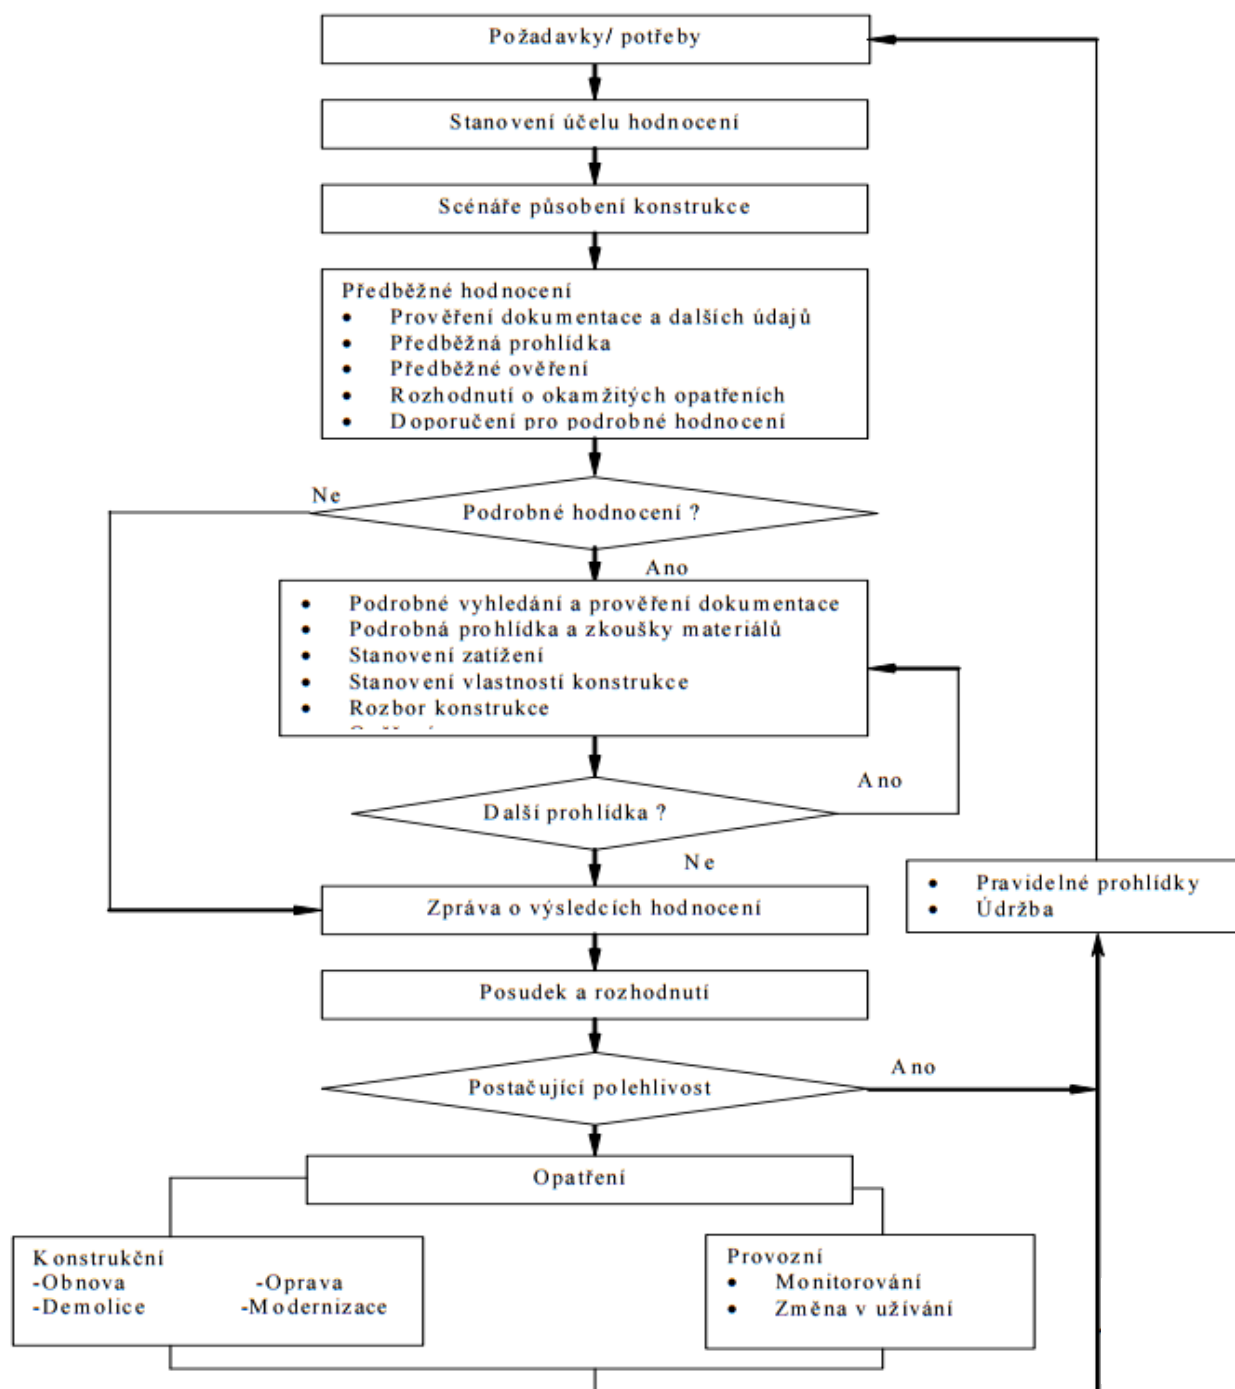 Požadavky/ potřeby
Stanovení účelu hodnocení
Scénáře působení konstrukce
Předběžné hodnocení
• Prověření dokumentace a dalších údajů
• Předběžná prohlídka
• Předběžné ověření
• Rozhodnutí o okamžitých opatřeních
• Doporučení pro podrobné hodnocení
Ne
Podrobné hodnocení ?
Ano
• Podrobné vyhledání a prověření dokumentace
• Podrobná prohlídka a zkoušky materiálů
• Stanovení zatížení
• Stanovení vlastností konstrukce
• Rozbor konstrukce
Ano
Další prohlídka ?
Ne
• Pravidelné prohlídky
• Údržba
Zpráva o výsledcích hodnocení
Posudek a rozhodnutí
Ano
Postačující polehlivost
Opatření
Konstrukční
-Obnova -Oprava
-Demolice -Modernizace
Provozní
• Monitorování
• Změna v užívání